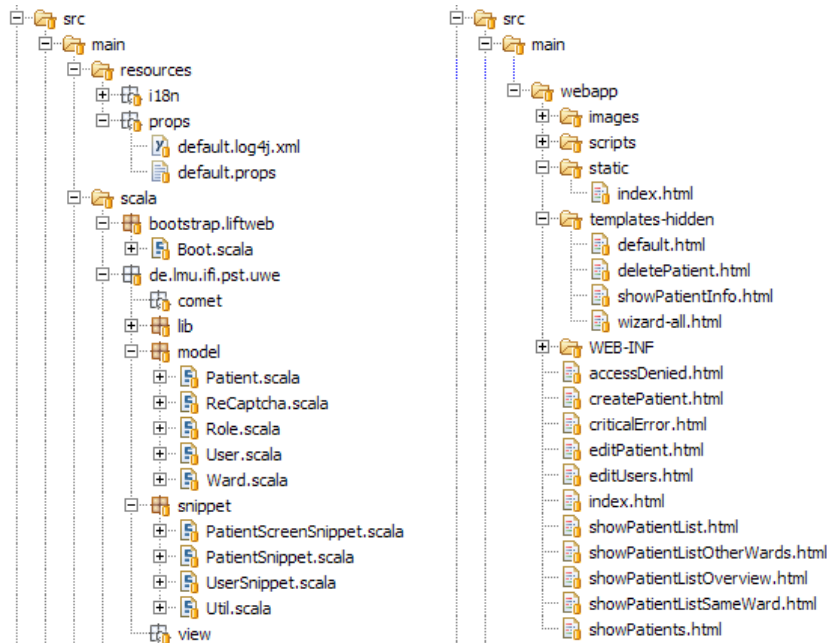 src
main
resources
i18n
props
default.log4j.xml
default.props
scala
bootstrap.liftweb
Boot.scala
de.lmu.ifi.pst.uwe
comet
lib
model
Patient.scala
ReCaptcha.scala
Role.scala
User.scala
Ward.scala
snippet
PatientScreenSnippet.scala
PatientSnippet.scala
UserSnippet.scala
Util.scala
view
src
main
webapp
images
scripts
static
index.html
templates-hidden
default.html
deletePatient.html
showPatientInfo.html
wizard-all.html
WEB-INF
accessDenied.html
createPatient.html
criticalError.html
editPatient.html
editUsers.html
index.html
showPatientList.html
showPatientListOtherWards.html
showPatientListOverview.html
showPatientListSameWard.html
showPatients.html